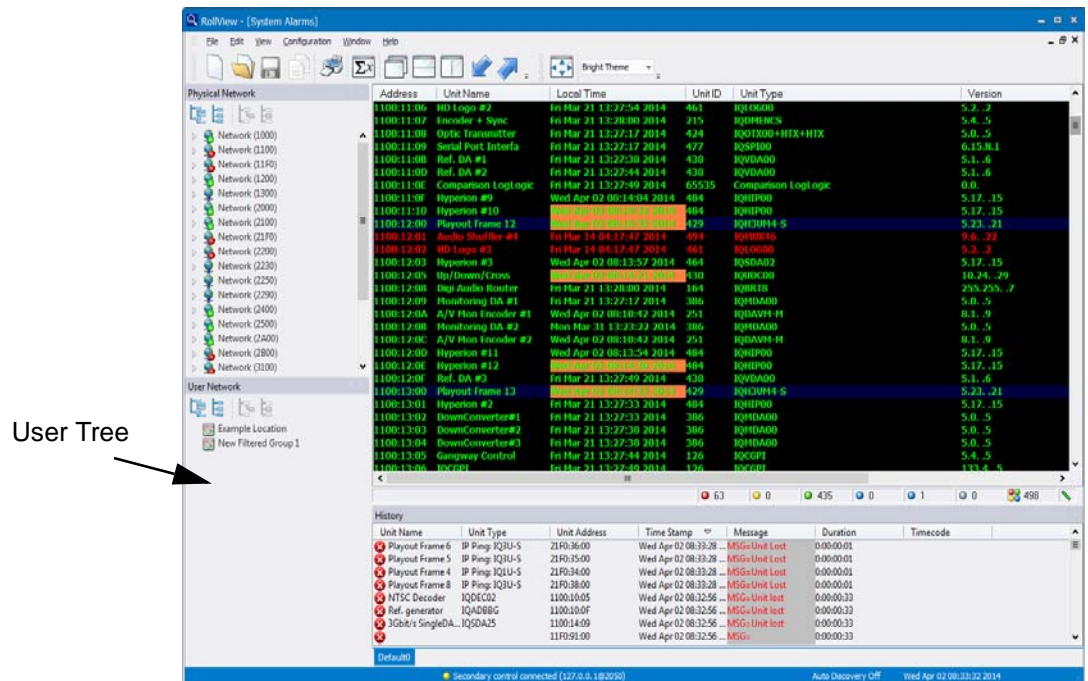 RollView - [System Alarms]
File Edit View Configuration Window Help
Σx Bright Theme
Physical Network
Network (1000)
Network (1100)
Network (11F0)
Network (1200)
Network (1300)
Network (2000)
Network (2100)
Network (21F0)
Network (2200)
Network (2230)
Network (2250)
Network (2290)
Network (2400)
Network (2500)
Network (2A00)
Network (2B00)
Network (3100)
User Network
Example Location
New Filtered Group 1
User Tree
Address Unit Name Local Time Unit ID Unit Type Version
1100:11:06 HD Logo #2 Fri Mar 21 13:27:54 2014 461 IQLOG00 5.2. .2
1100:11:07 Encoder + Sync Fri Mar 21 13:28:00 2014 215 IQDMENCS 5.4. .5
1100:11:08 Optic Transmitter Fri Mar 21 13:27:17 2014 424 IQOTX00+HTX+HTX 5.0. .5
1100:11:09 Serial Port Interfa Fri Mar 21 13:27:17 2014 477 IQSPI00 6.15.8.1
1100:11:0B Ref. DA #1 Fri Mar 21 13:27:38 2014 438 IQVDA00 5.1. .6
1100:11:0D Ref. DA #2 Fri Mar 21 13:27:44 2014 438 IQVDA00 5.1. .6
1100:11:0E Comparison LogLogic Fri Mar 21 13:27:49 2014 65535 Comparison LogLogic 0.0.
1100:11:0F Hyperion #9 Wed Apr 02 08:14:04 2014 484 IQHIP00 5.17. .15
1100:11:10 Hyperion #10 484 IQHIP00 5.17. .15
1100:12:00 Playout Frame 12 429 IQH3UM4-S 5.23. .21
1100:12:01 Audio Shuffler #4 Fri Mar 14 04:17:47 2014 494 IQMUX46 9.6. .22
1100:12:02 HD Logo #3 Fri Mar 14 04:17:47 2014 461 IQLOG00 5.2. .2
1100:12:03 Hyperion #3 Wed Apr 02 08:13:57 2014 464 IQSDA02 5.17. .15
1100:12:05 Up/Down/Cross 430 IQUDC00 10.24. .29
1100:12:08 Digi Audio Router Fri Mar 21 13:28:00 2014 164 IQBRT8 255.255. .7
1100:12:09 Monitoring DA #1 Fri Mar 21 13:27:17 2014 386 IQMDA00 5.0. .5
1100:12:0A A/V Mon Encoder #1 Wed Apr 02 08:10:42 2014 251 IQDAVM-M 8.1. .9
1100:12:0B Monitoring DA #2 Mon Mar 31 13:23:22 2014 386 IQMDA00 5.0. .5
1100:12:0C A/V Mon Encoder #2 Wed Apr 02 08:10:42 2014 251 IQDAVM-M 8.1. .9
1100:12:0D Hyperion #11 Wed Apr 02 08:13:54 2014 484 IQHIP00 5.17. .15
1100:12:0E Hyperion #12 484 IQHIP00 5.17. .15
1100:12:0F Ref. DA #3 Fri Mar 21 13:27:49 2014 438 IQVDA00 5.1. .6
1100:13:00 Playout Frame 13 429 IQH3UM4-S 5.23. .21
1100:13:01 Hyperion #2 Fri Mar 21 13:27:33 2014 484 IQHIP00 5.17. .15
1100:13:02 DownConverter#1 Fri Mar 21 13:27:33 2014 386 IQMDA00 5.0. .5
1100:13:03 DownConverter#2 Fri Mar 21 13:27:38 2014 386 IQMDA00 5.0. .5
1100:13:04 DownConverter#3 Fri Mar 21 13:27:38 2014 386 IQMDA00 5.0. .5
1100:13:05 Gangway Control Fri Mar 21 13:27:44 2014 126 IQCGPI 5.0. .5
1100:13:06 IQCGPI Fri Mar 21 13:27:49 2014 126 IQCGPI 133.4. .5
63 0 435 0 1 0 498
History
Unit Name Unit Type Unit Address Time Stamp Message Duration Timecode
Playout Frame 6 IP Ping: IQ3U-S 21F0:36:00 Wed Apr 02 08:33:28 ... MSG=Unit Lost 0:00:00:01
Playout Frame 5 IP Ping: IQ3U-S 21F0:35:00 Wed Apr 02 08:33:28 ... MSG=Unit Lost 0:00:00:01
Playout Frame 4 IP Ping: IQ1U-S 21F0:34:00 Wed Apr 02 08:33:28 ... MSG=Unit Lost 0:00:00:01
Playout Frame 8 IP Ping: IQ3U-S 21F0:38:00 Wed Apr 02 08:33:28 ... MSG=Unit Lost 0:00:00:01
NTSC Decoder IQDEC02 1100:10:05 Wed Apr 02 08:32:56 ... MSG=Unit lost 0:00:00:33
Ref. generator IQADBBG 1100:10:0F Wed Apr 02 08:32:56 ... MSG=Unit lost 0:00:00:33
3Gbit/s SingleDA... IQSDA25 1100:14:09 Wed Apr 02 08:32:56 ... MSG=Unit lost 0:00:00:33
11F0:91:00 Wed Apr 02 08:32:56 ... MSG= 0:00:00:33
Default0
Secondary control connected (127.0.0.1@2050) Auto Discovery Off Wed Apr 02 08:33:32 2014